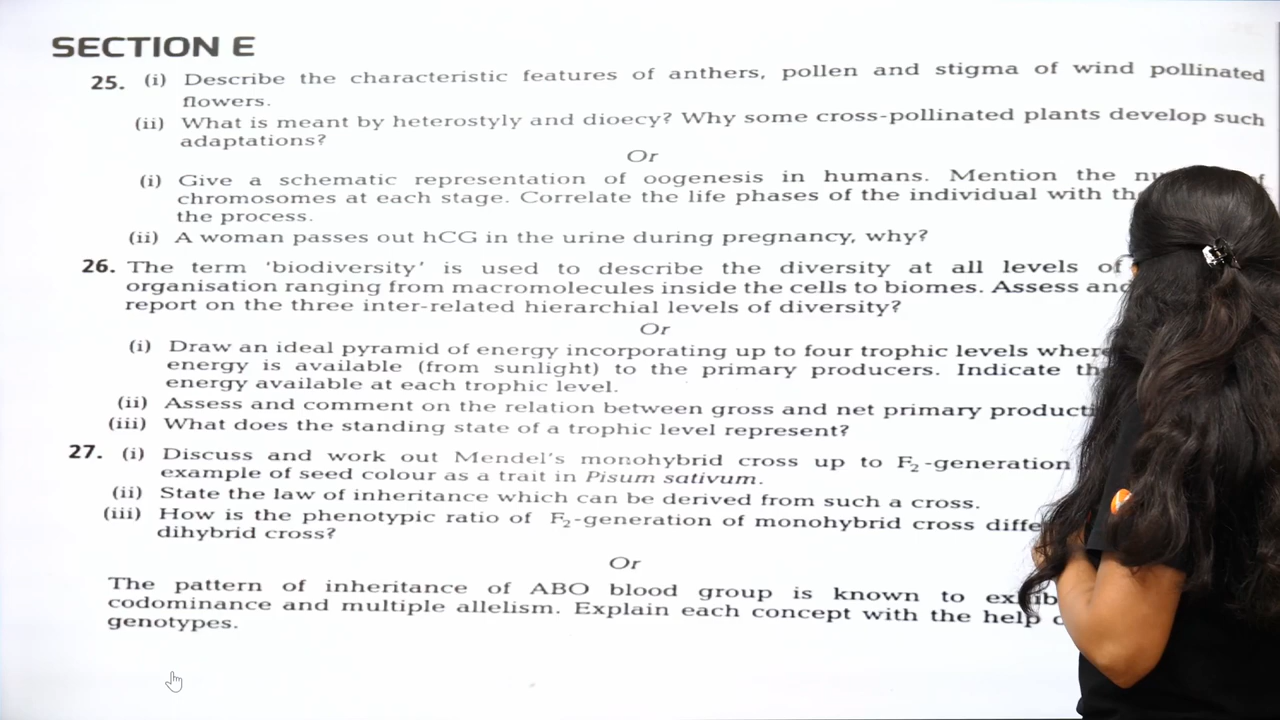 SECTION E
25. (i) Describe the characteristic features of anthers, pollen and stigma of wind pollinated
flowers.
(ii) What is meant by heterostyly and dioecy? Why some cross-pollinated plants develop such
adaptations?
Or
(i) Give a schematic representation of oogenesis in humans. Mention the
chromosomes at each stage. Correlate the life phases of the individual with
the process.
(ii) A woman passes out hCG in the urine during pregnancy, why?
26. The term 'biodiversity' is used to describe the diversity at all levels of
organisation ranging from macromolecules inside the cells to biomes. Assess and
report on the three inter-related hierarchial levels of diversity?
Or
(i) Draw an ideal pyramid of energy incorporating up to four trophic levels
energy is available (from sunlight) to the primary producers. Indicate
energy available at each trophic level.
(ii) Assess and comment on the relation between gross and net primary
(iii) What does the standing state of a trophic level represent?
27. (i) Discuss and work out Mendel's monohybrid cross up to F₂-generation
example of seed colour as a trait in Pisum sativum.
(ii) State the law of inheritance which can be derived from such a cross.
(iii) How is the phenotypic ratio of F₂-generation of monohybrid cross
dihybrid cross?
Or
The pattern of inheritance of ABO blood group is known to
codominance and multiple allelism. Explain each concept with the help
genotypes.